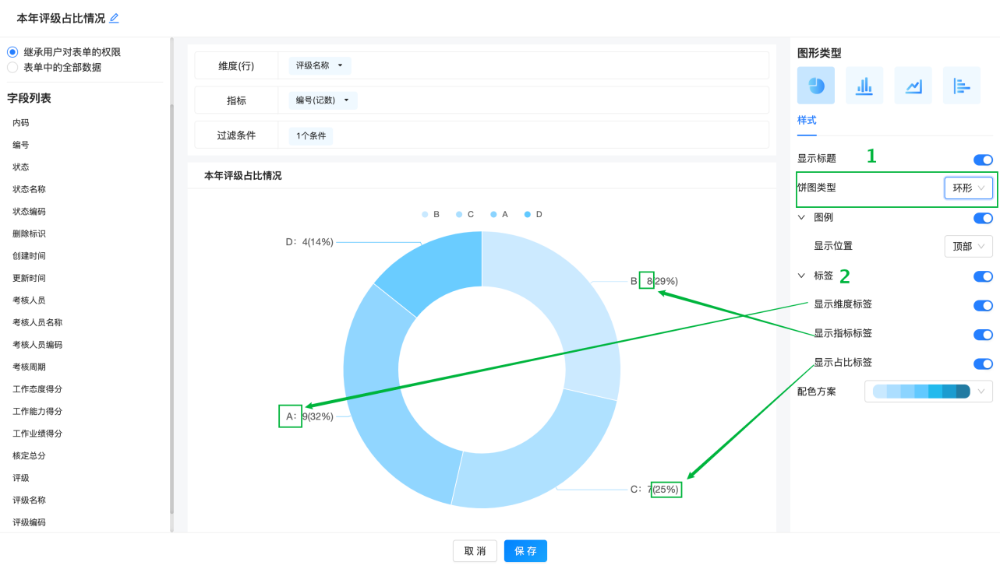 本年评级占比情况
继承用户对表单的权限
表单中的全部数据
字段列表
内码
编号
状态
状态名称
状态编码
删除标识
创建时间
更新时间
考核人员
考核人员名称
考核人员编码
考核周期
工作态度得分
工作能力得分
工作业绩得分
核定总分
评级
评级名称
评级编码
维度(行) 评级名称
指标 编号(记数)
过滤条件 1个条件
本年评级占比情况
B C A D
D: 4(14%)
B 8(29%)
A: 9(32%)
C: 7(25%)
图形类型
样式
显示标题 1
饼图类型 环形
图例
显示位置 顶部
标签 2
显示维度标签
显示指标标签
显示占比标签
配色方案
取 消 保 存